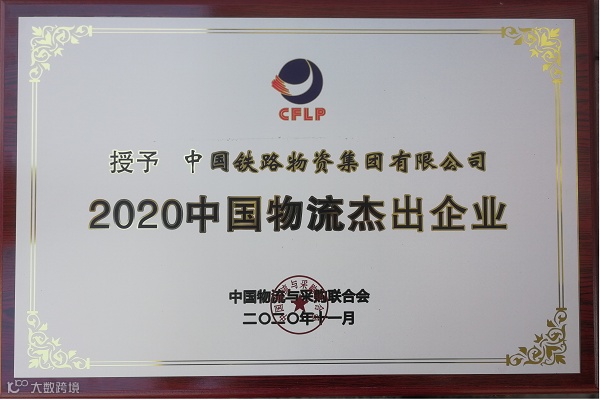 CFLP
授予 中国铁路物资集团有限公司
2020中国物流杰出企业
中国物流与采购联合会
二〇二〇年十一月
大数跨境